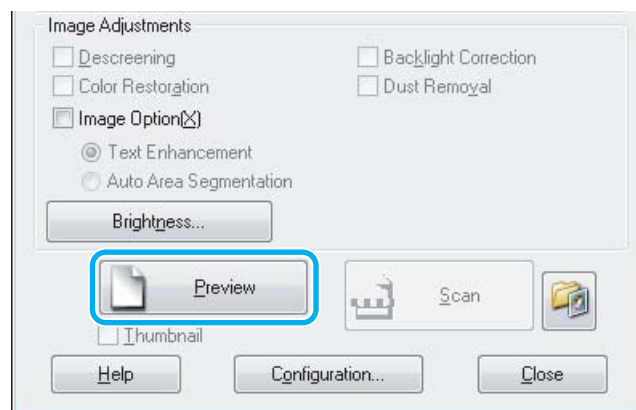 Image Adjustments
Descreening Backlight Correction
Color Restoration Dust Removal
Image Option(X)
Text Enhancement
Auto Area Segmentation
Brightness...
Preview Scan
Thumbnail
Help Configuration... Close